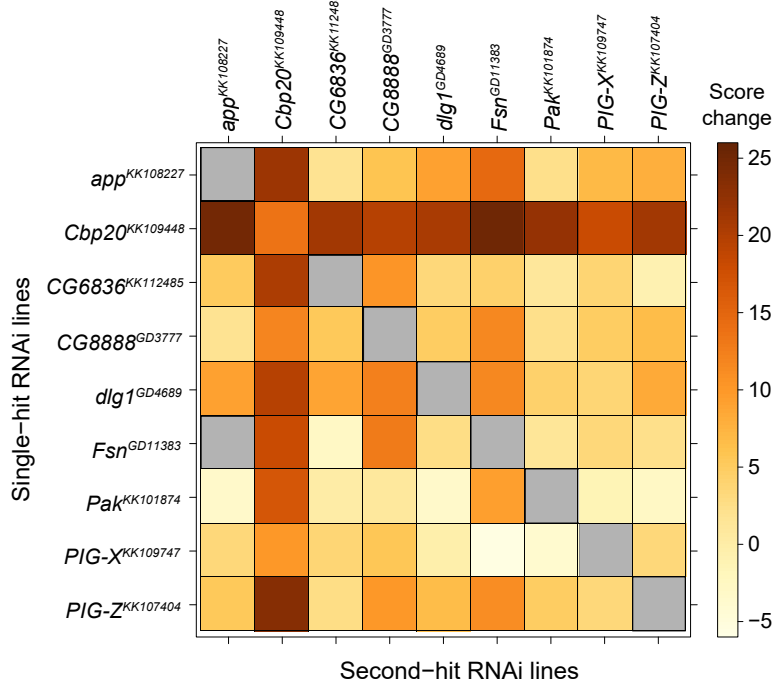 app^KK108227
Cbp20^KK109448
CG6836^KK11248
CG8888^GD3777
dlg1^GD4689
Fsn^GD11383
Pak^KK101874
PIG-X^KK109747
PIG-Z^KK107404
Score
change
app^KK108227
Cbp20^KK109448
CG6836^KK112485
CG8888^GD3777
dlg1^GD4689
Fsn^GD11383
Pak^KK101874
PIG-X^KK109747
PIG-Z^KK107404
Single−hit RNAi lines
Second−hit RNAi lines
25
20
15
10
5
0
−5